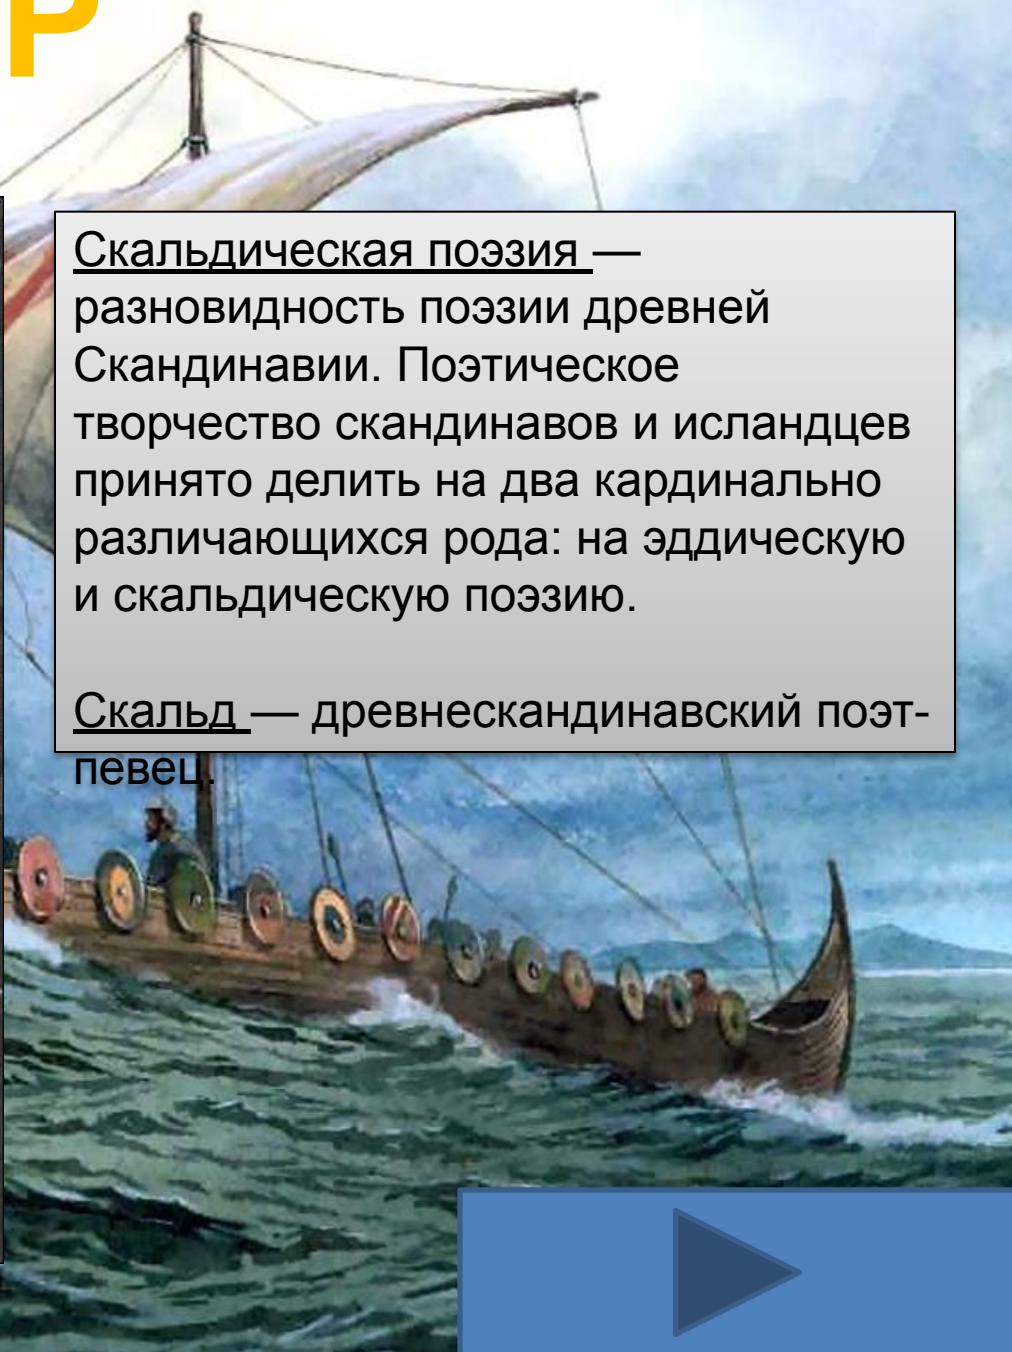 Р
Скальдическая поэзия —
разновидность поэзии древней
Скандинавии. Поэтическое
творчество скандинавов и исландцев
принято делить на два кардинально
различающихся рода: на эддическую
и скальдическую поэзию.
Скальд — древнескандинавский поэт-
певец.